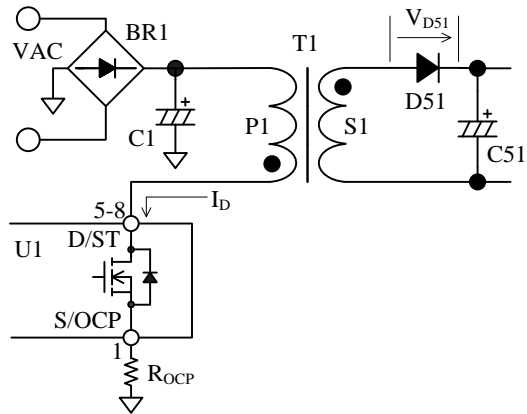 VAC
BR1
T1
V_D51
D51
P1
S1
C1
C51
I_D
5-8
D/ST
U1
S/OCP
1
R_OCP